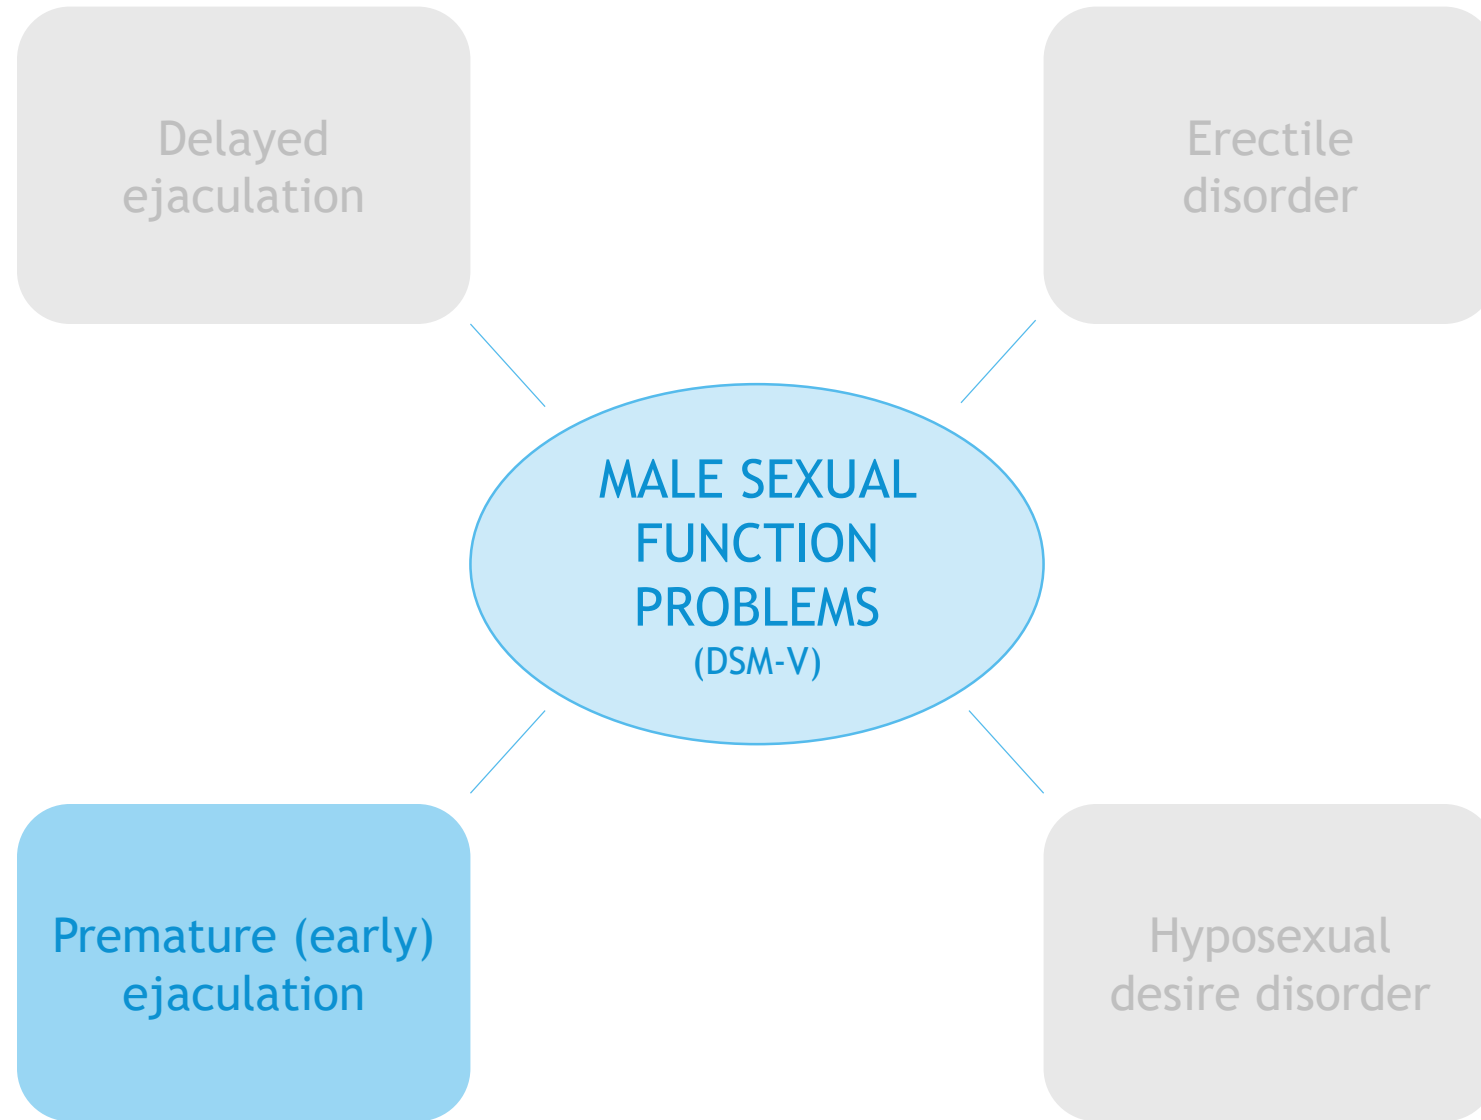 Delayed
ejaculation
Erectile
disorder
MALE SEXUAL
FUNCTION
PROBLEMS
(DSM-V)
Premature (early)
ejaculation
Hyposexual
desire disorder